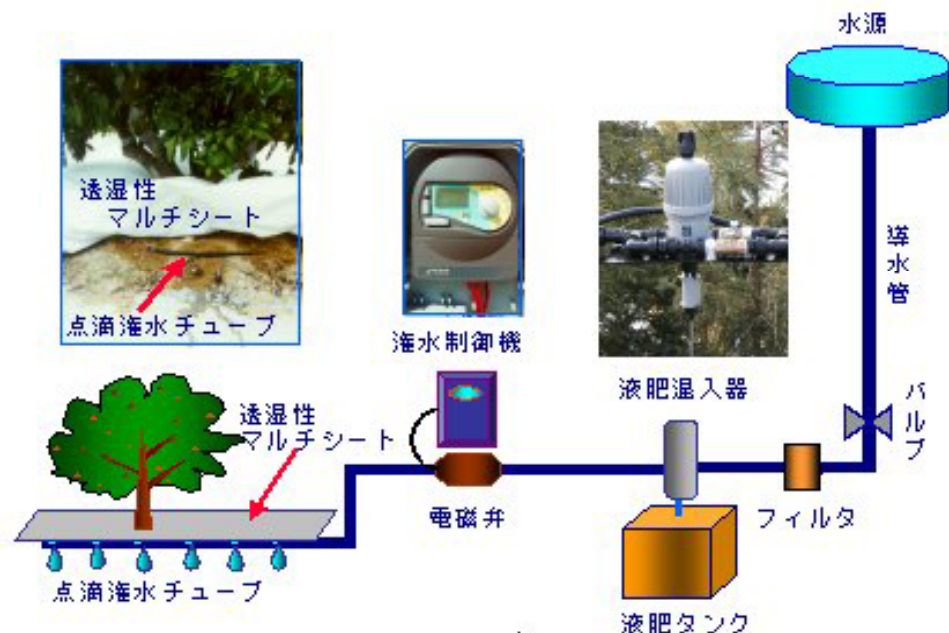 水源
透湿性
マルチシート
点滴潅水チューブ
潅水制御機
液肥混入器
導水管
バルブ
透湿性
マルチシート
電磁弁
フィルタ
点滴潅水チューブ
液肥タンク